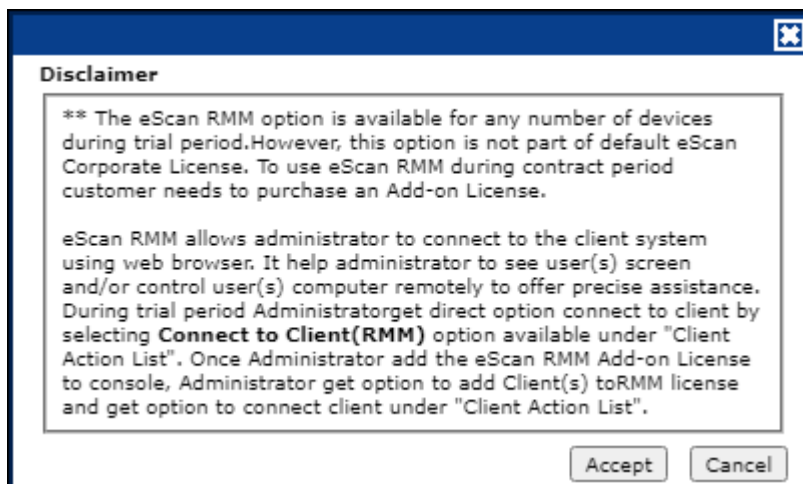 Disclaimer
** The eScan RMM option is available for any number of devices
during trial period.However, this option is not part of default eScan
Corporate License. To use eScan RMM during contract period
customer needs to purchase an Add-on License.
eScan RMM allows administrator to connect to the client system
using web browser. It help administrator to see user(s) screen
and/or control user(s) computer remotely to offer precise assistance.
During trial period Administratorget direct option connect to client by
selecting Connect to Client(RMM) option available under "Client
Action List". Once Administrator add the eScan RMM Add-on License
to console, Administrator get option to add Client(s) toRMM license
and get option to connect client under "Client Action List".
Accept Cancel